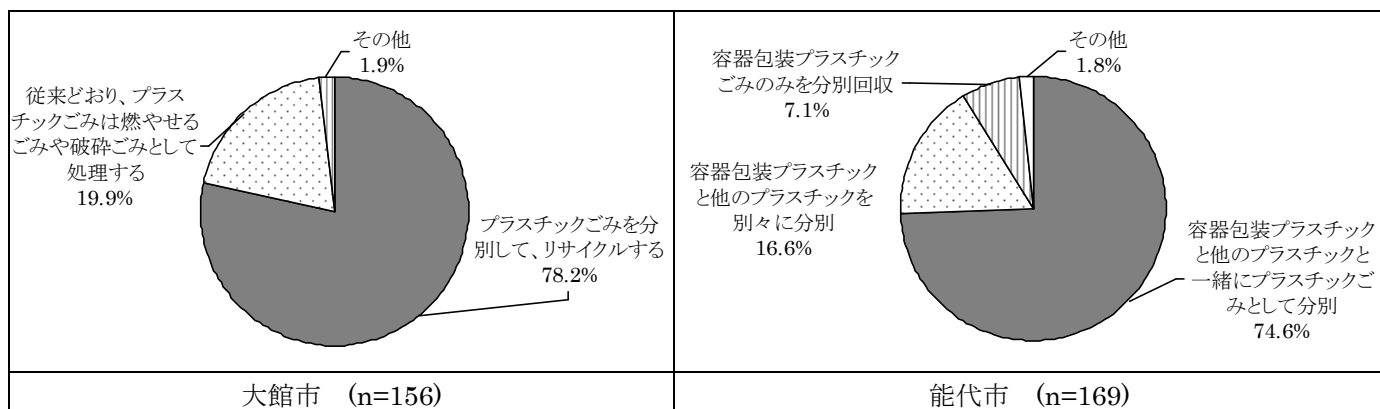 その他
1.9%
従来どおり、プラス
チックごみは燃やせる
ごみや破砕ごみとして
処理する
19.9%
プラスチックごみを分
別して、リサイクルする
78.2%
大館市 (n=156)
その他
1.8%
容器包装プラスチック
ごみのみを分別回収
7.1%
容器包装プラスチック
と他のプラスチックを
別々に分別
16.6%
容器包装プラスチック
と他のプラスチックと
一緒にプラスチックご
みとして分別
74.6%
能代市 (n=169)